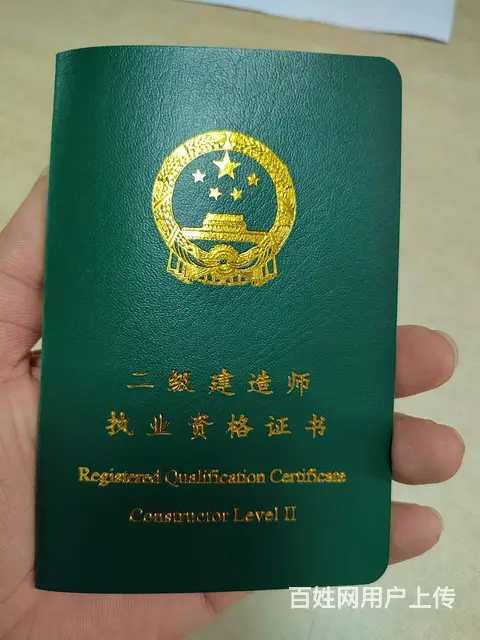 二级建造师
执业资格证书
Registered Qualification Certificate
Constructor Level II
百姓网用户上传